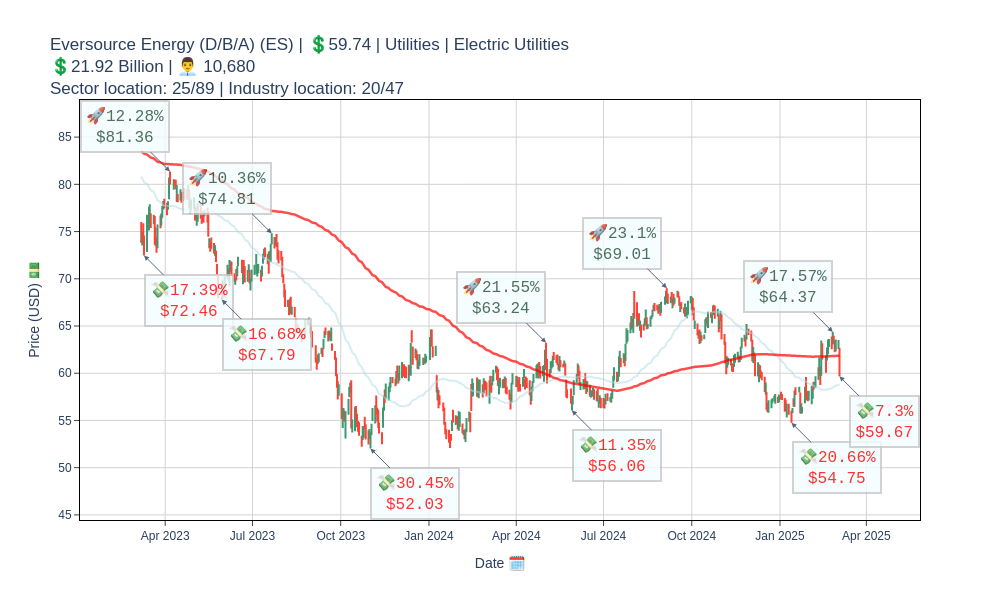 Eversource Energy (D/B/A) (ES) | 💲59.74 | Utilities | Electric Utilities
💲21.92 Billion | 👨‍💼 10,680
Sector location: 25/89 | Industry location: 20/47
🚀12.28%
$81.36
🚀10.36%
$74.81
💸17.39%
$72.46
💸16.68%
$67.79
💸30.45%
$52.03
🚀21.55%
$63.24
💸11.35%
$56.06
🚀23.1%
$69.01
🚀17.57%
$64.37
💸7.3%
$59.67
💸20.66%
$54.75
Price (USD) 💵
85
80
75
70
65
60
55
50
45
Apr 2023
Jul 2023
Oct 2023
Jan 2024
Apr 2024
Jul 2024
Oct 2024
Jan 2025
Apr 2025
Date 🗓️